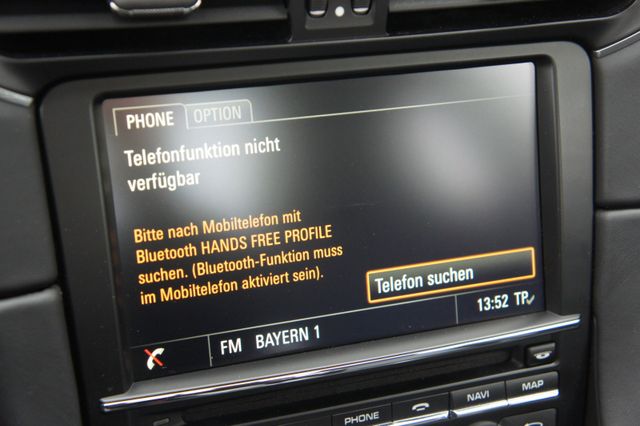 PHONE OPTION
Telefonfunktion nicht
verfügbar
Bitte nach Mobiltelefon mit
Bluetooth HANDS FREE PROFILE
suchen. (Bluetooth-Funktion muss
im Mobiltelefon aktiviert sein).
Telefon suchen
13:52 TP
FM BAYERN 1
PHONE NAVI MAP